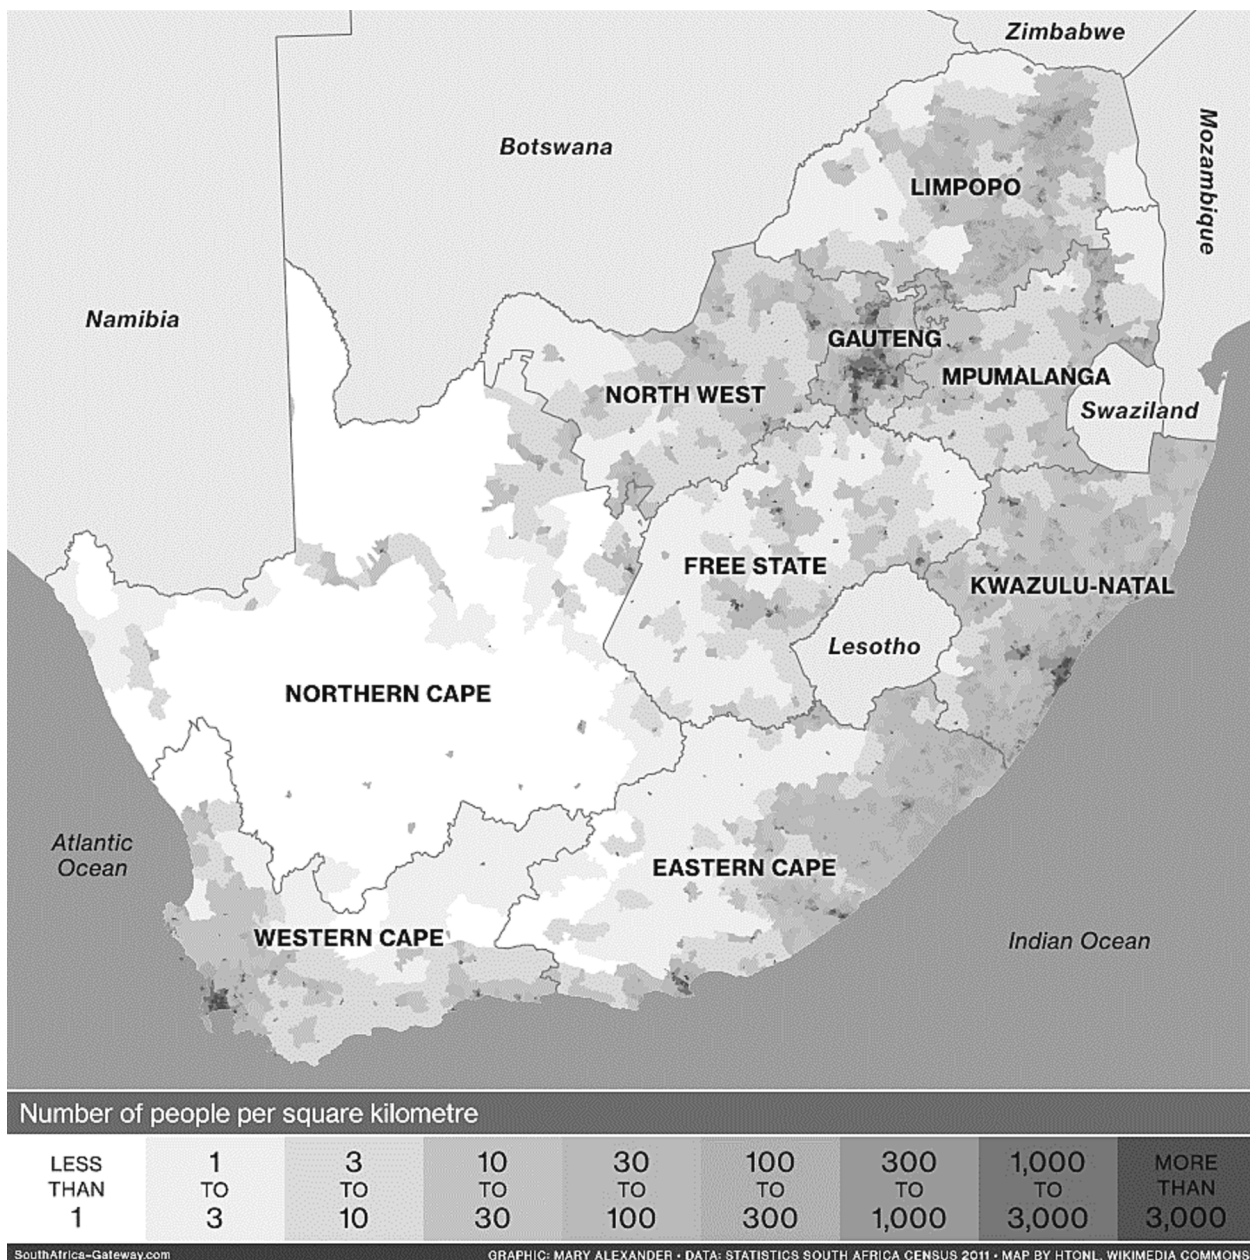 Zimbabwe
Botswana
Mozambique
LIMPOPO
Namibia
GAUTENG
MPUMALANGA
NORTH WEST
Swaziland
FREE STATE
KWAZULU-NATAL
Lesotho
NORTHERN CAPE
Atlantic
Ocean
EASTERN CAPE
WESTERN CAPE
Indian Ocean
Number of people per square kilometre
LESS THAN 1
1 TO 3
3 TO 10
10 TO 30
30 TO 100
100 TO 300
300 TO 1,000
1,000 TO 3,000
MORE THAN 3,000
SouthAfrica-Gateway.com
GRAPHIC: MARY ALEXANDER • DATA: STATISTICS SOUTH AFRICA CENSUS 2011 • MAP BY HTONL, WIKIMEDIA COMMONS